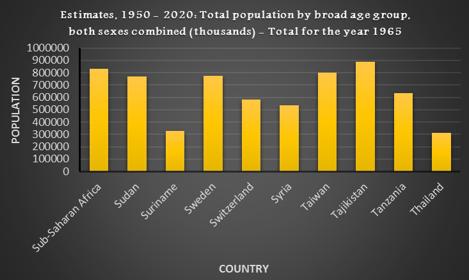 Estimates, 1950 - 2020: Total population by broad age group,
both sexes combined (thousands) - Total for the year 1965
POPULATION
1000000
900000
800000
700000
600000
500000
400000
300000
200000
100000
0
Sub-Saharan Africa
Sudan
Suriname
Sweden
Switzerland
Syria
Taiwan
Tajikistan
Tanzania
Thailand
COUNTRY